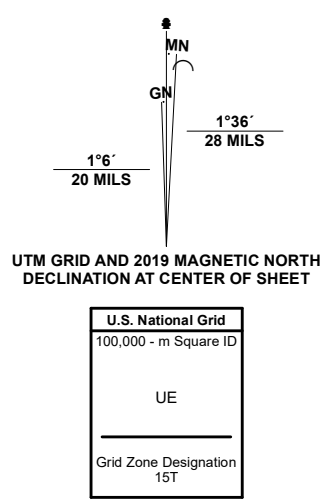 MN
GN
1°36´
28 MILS
1°6´
20 MILS
UTM GRID AND 2019 MAGNETIC NORTH
DECLINATION AT CENTER OF SHEET
U.S. National Grid
100,000 - m Square ID
UE
Grid Zone Designation
15T